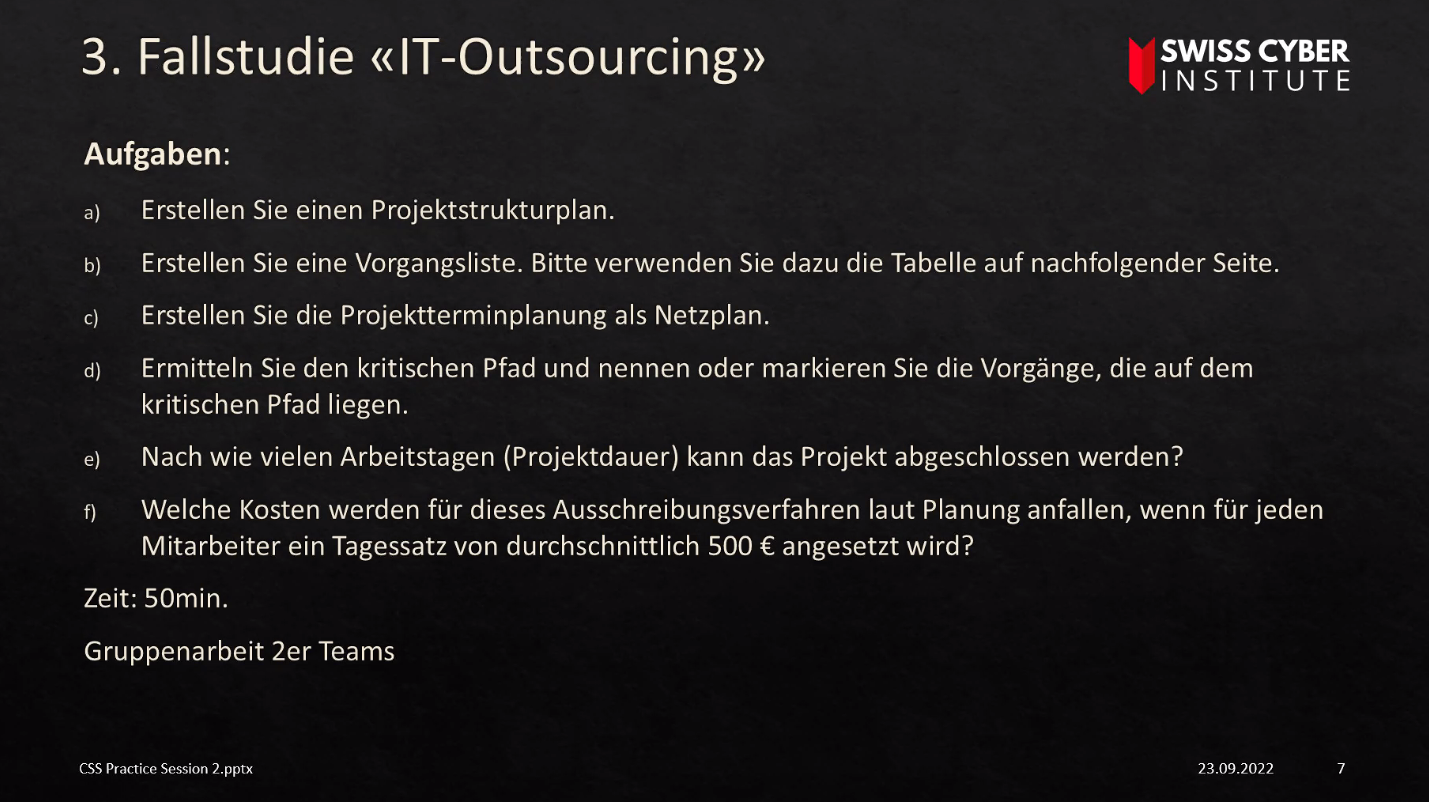 3. Fallstudie «IT-Outsourcing»
SWISS CYBER
INSTITUTE
Aufgaben:
a) Erstellen Sie einen Projektstrukturplan.
b) Erstellen Sie eine Vorgangsliste. Bitte verwenden Sie dazu die Tabelle auf nachfolgender Seite.
c) Erstellen Sie die Projektterminplanung als Netzplan.
d) Ermitteln Sie den kritischen Pfad und nennen oder markieren Sie die Vorgänge, die auf dem
kritischen Pfad liegen.
e) Nach wie vielen Arbeitstagen (Projektdauer) kann das Projekt abgeschlossen werden?
f) Welche Kosten werden für dieses Ausschreibungsverfahren laut Planung anfallen, wenn für jeden
Mitarbeiter ein Tagessatz von durchschnittlich 500 € angesetzt wird?
Zeit: 50min.
Gruppenarbeit 2er Teams
CSS Practice Session 2.pptx
23.09.2022
7